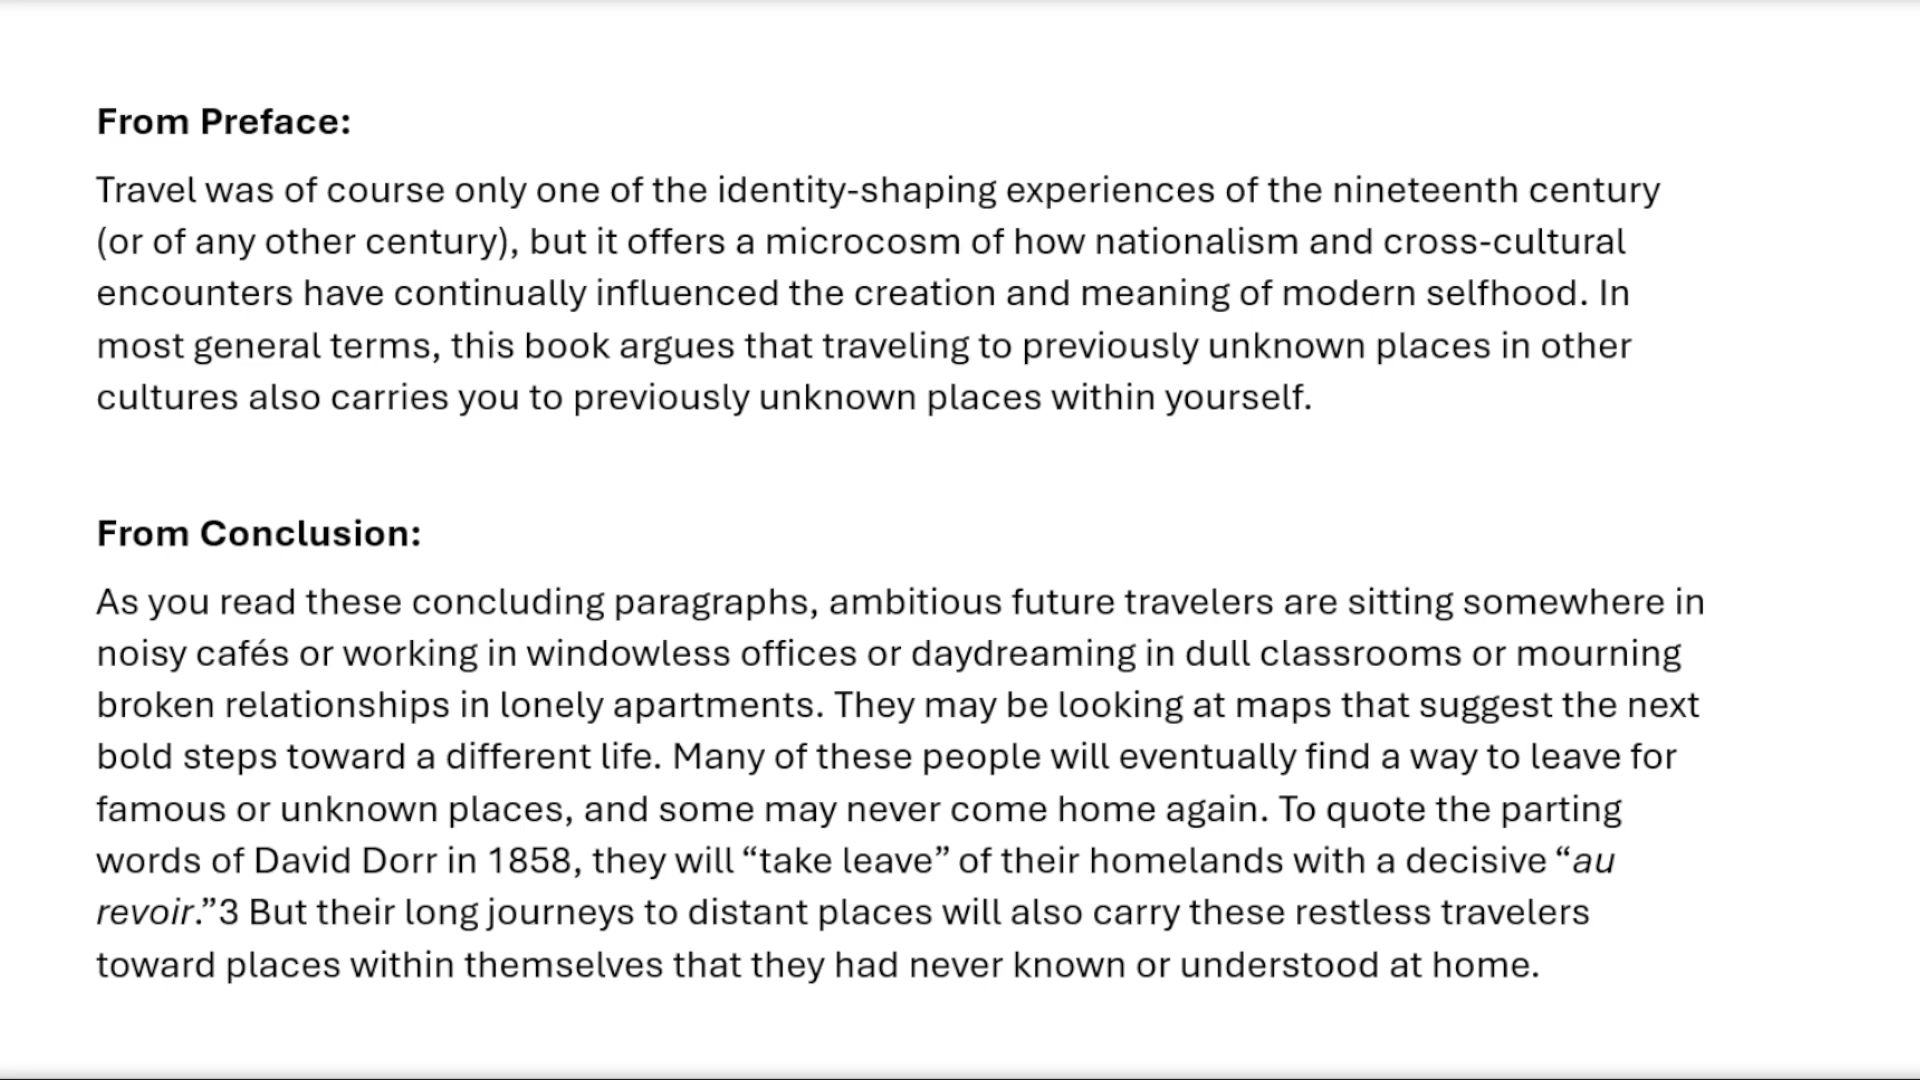 From Preface:
Travel was of course only one of the identity-shaping experiences of the nineteenth century
(or of any other century), but it offers a microcosm of how nationalism and cross-cultural
encounters have continually influenced the creation and meaning of modern selfhood. In
most general terms, this book argues that traveling to previously unknown places in other
cultures also carries you to previously unknown places within yourself.
From Conclusion:
As you read these concluding paragraphs, ambitious future travelers are sitting somewhere in
noisy cafés or working in windowless offices or daydreaming in dull classrooms or mourning
broken relationships in lonely apartments. They may be looking at maps that suggest the next
bold steps toward a different life. Many of these people will eventually find a way to leave for
famous or unknown places, and some may never come home again. To quote the parting
words of David Dorr in 1858, they will “take leave” of their homelands with a decisive “au
revoir.”3 But their long journeys to distant places will also carry these restless travelers
toward places within themselves that they had never known or understood at home.